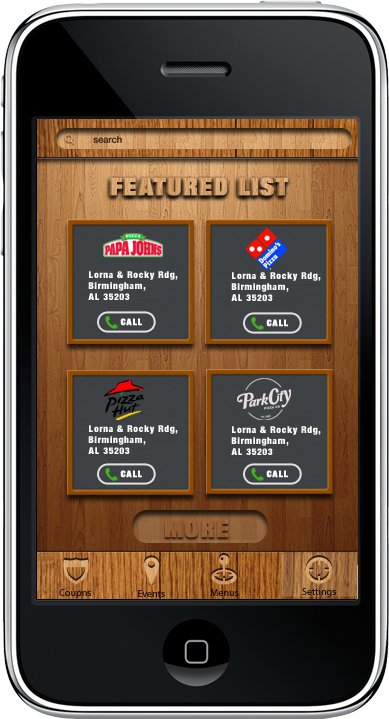 search
FEATURED LIST
PIZZA
PAPA JOHNS
Lorna & Rocky Rdg,
Birmingham,
AL 35203
CALL
Domino's
Pizza
Lorna & Rocky Rdg,
Birmingham,
AL 35203
CALL
Pizza
Hut
Lorna & Rocky Rdg,
Birmingham,
AL 35203
CALL
ParkCity
PIZZA CO
Lorna & Rocky Rdg,
Birmingham,
AL 35203
CALL
MORE
Coupns
Events
Menus
Settings